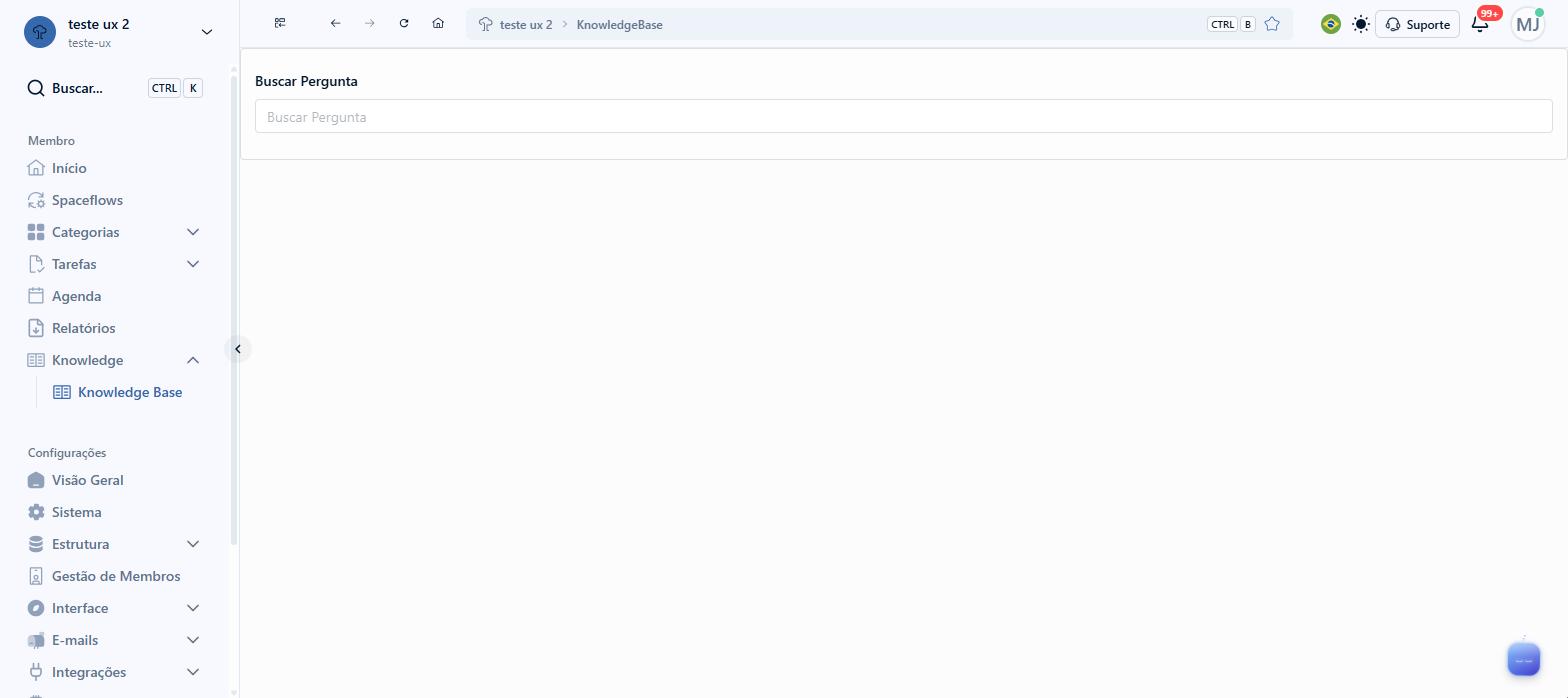 teste ux 2
teste-ux
Buscar...
CTRL K
Membro
Início
Spaceflows
Categorias
Tarefas
Agenda
Relatórios
Knowledge
Knowledge Base
Configurações
Visão Geral
Sistema
Estrutura
Gestão de Membros
Interface
E-mails
Integrações
teste ux 2 > KnowledgeBase
CTRL B
Suporte
99+
MJ
Buscar Pergunta
Buscar Pergunta